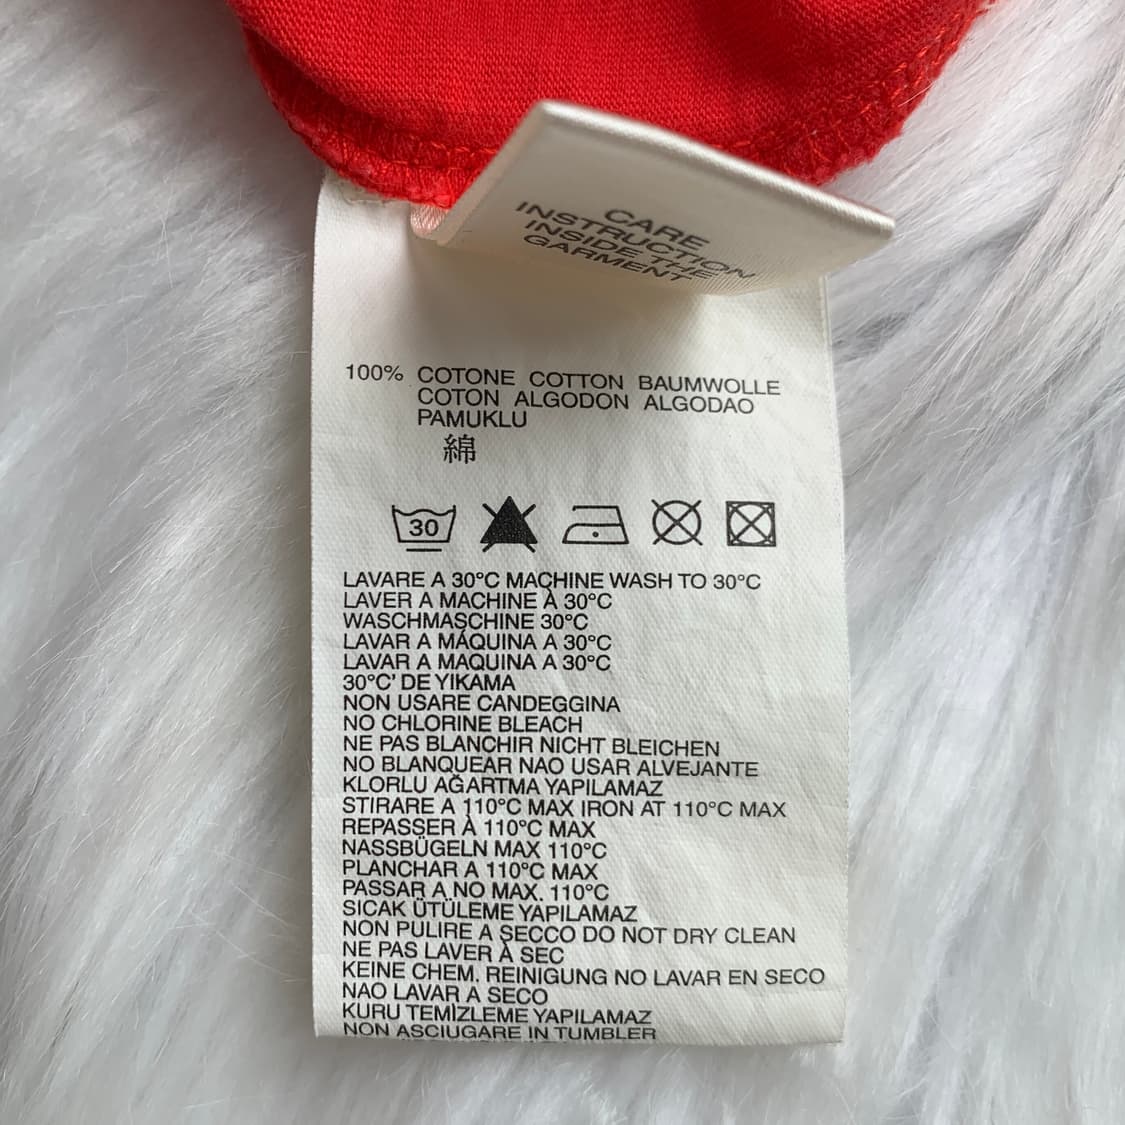 CARE
INSTRUCTION
INSIDE THE
GARMENT
100% COTONE COTTON BAUMWOLLE
COTON ALGODON ALGODAO
PAMUKLU
綿
30
LAVARE A 30°C MACHINE WASH TO 30°C
LAVER A MACHINE À 30°C
WASCHMASCHINE 30°C
LAVAR A MÁQUINA A 30°C
LAVAR A MAQUINA A 30°C
30°C' DE YIKAMA
NON USARE CANDEGGINA
NO CHLORINE BLEACH
NE PAS BLANCHIR NICHT BLEICHEN
NO BLANQUEAR NAO USAR ALVEJANTE
KLORLU AĞARTMA YAPILAMAZ
STIRARE A 110°C MAX IRON AT 110°C MAX
REPASSER À 110°C MAX
NASSBÜGELN MAX 110°C
PLANCHAR A 110°C MAX
PASSAR A NO MAX. 110°C
SICAK ÜTÜLEME YAPILAMAZ
NON PULIRE A SECCO DO NOT DRY CLEAN
NE PAS LAVER À SEC
KEINE CHEM. REINIGUNG NO LAVAR EN SECO
NAO LAVAR A SECO
KURU TEMİZLEME YAPILAMAZ
NON ASCIUGARE IN TUMBLER